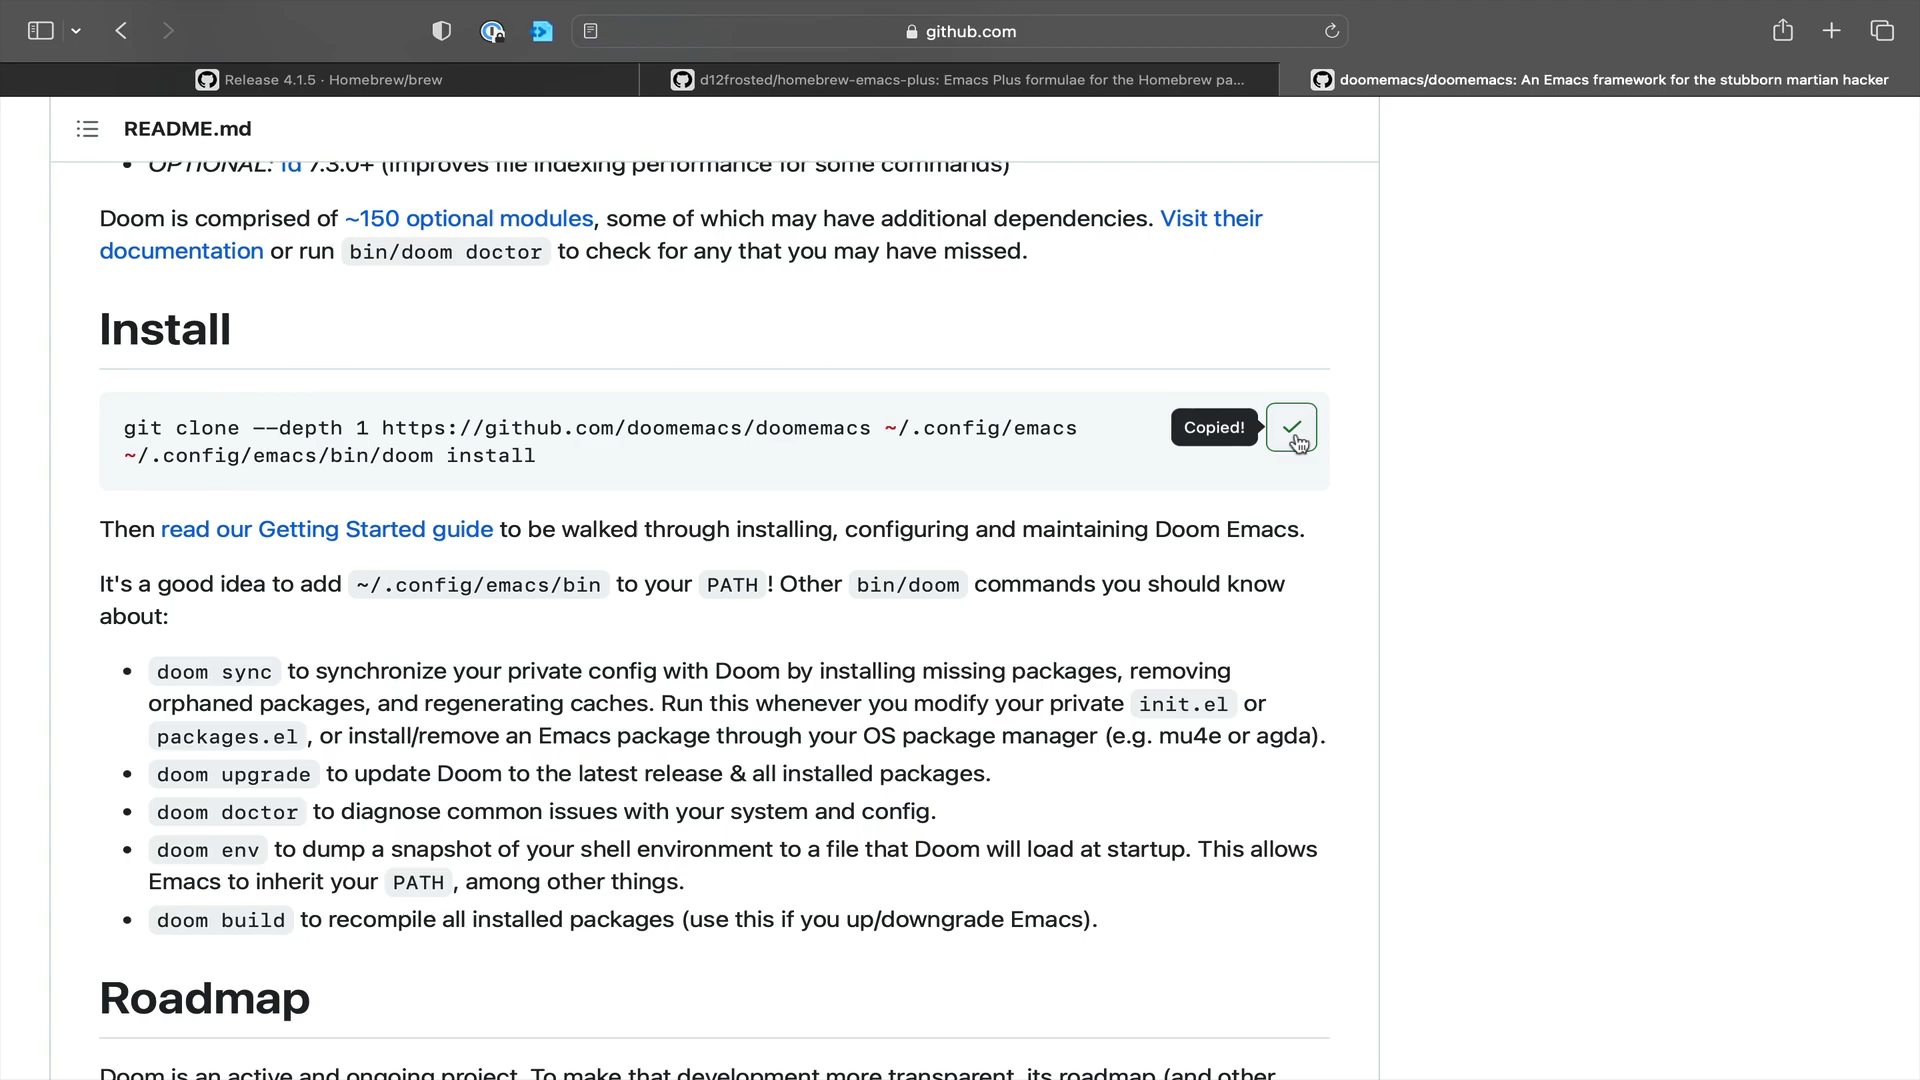 github.com
Release 4.1.5 · Homebrew/brew
d12frosted/homebrew-emacs-plus: Emacs Plus formulae for the Homebrew pa...
doomemacs/doomemacs: An Emacs framework for the stubborn martian hacker
README.md
• OPTIONAL: fd 7.3.0+ (improves file indexing performance for some commands)
Doom is comprised of ~150 optional modules, some of which may have additional dependencies. Visit their
documentation or run bin/doom doctor to check for any that you may have missed.
Install
git clone --depth 1 https://github.com/doomemacs/doomemacs ~/.config/emacs
Copied!
~/.config/emacs/bin/doom install
Then read our Getting Started guide to be walked through installing, configuring and maintaining Doom Emacs.
It's a good idea to add ~/.config/emacs/bin to your PATH! Other bin/doom commands you should know
about:
• doom sync to synchronize your private config with Doom by installing missing packages, removing
orphaned packages, and regenerating caches. Run this whenever you modify your private init.el or
packages.el, or install/remove an Emacs package through your OS package manager (e.g. mu4e or agda).
• doom upgrade to update Doom to the latest release & all installed packages.
• doom doctor to diagnose common issues with your system and config.
• doom env to dump a snapshot of your shell environment to a file that Doom will load at startup. This allows
Emacs to inherit your PATH, among other things.
• doom build to recompile all installed packages (use this if you up/downgrade Emacs).
Roadmap
Doom is an active and ongoing project. To make that development more transparent, its roadmap (and other